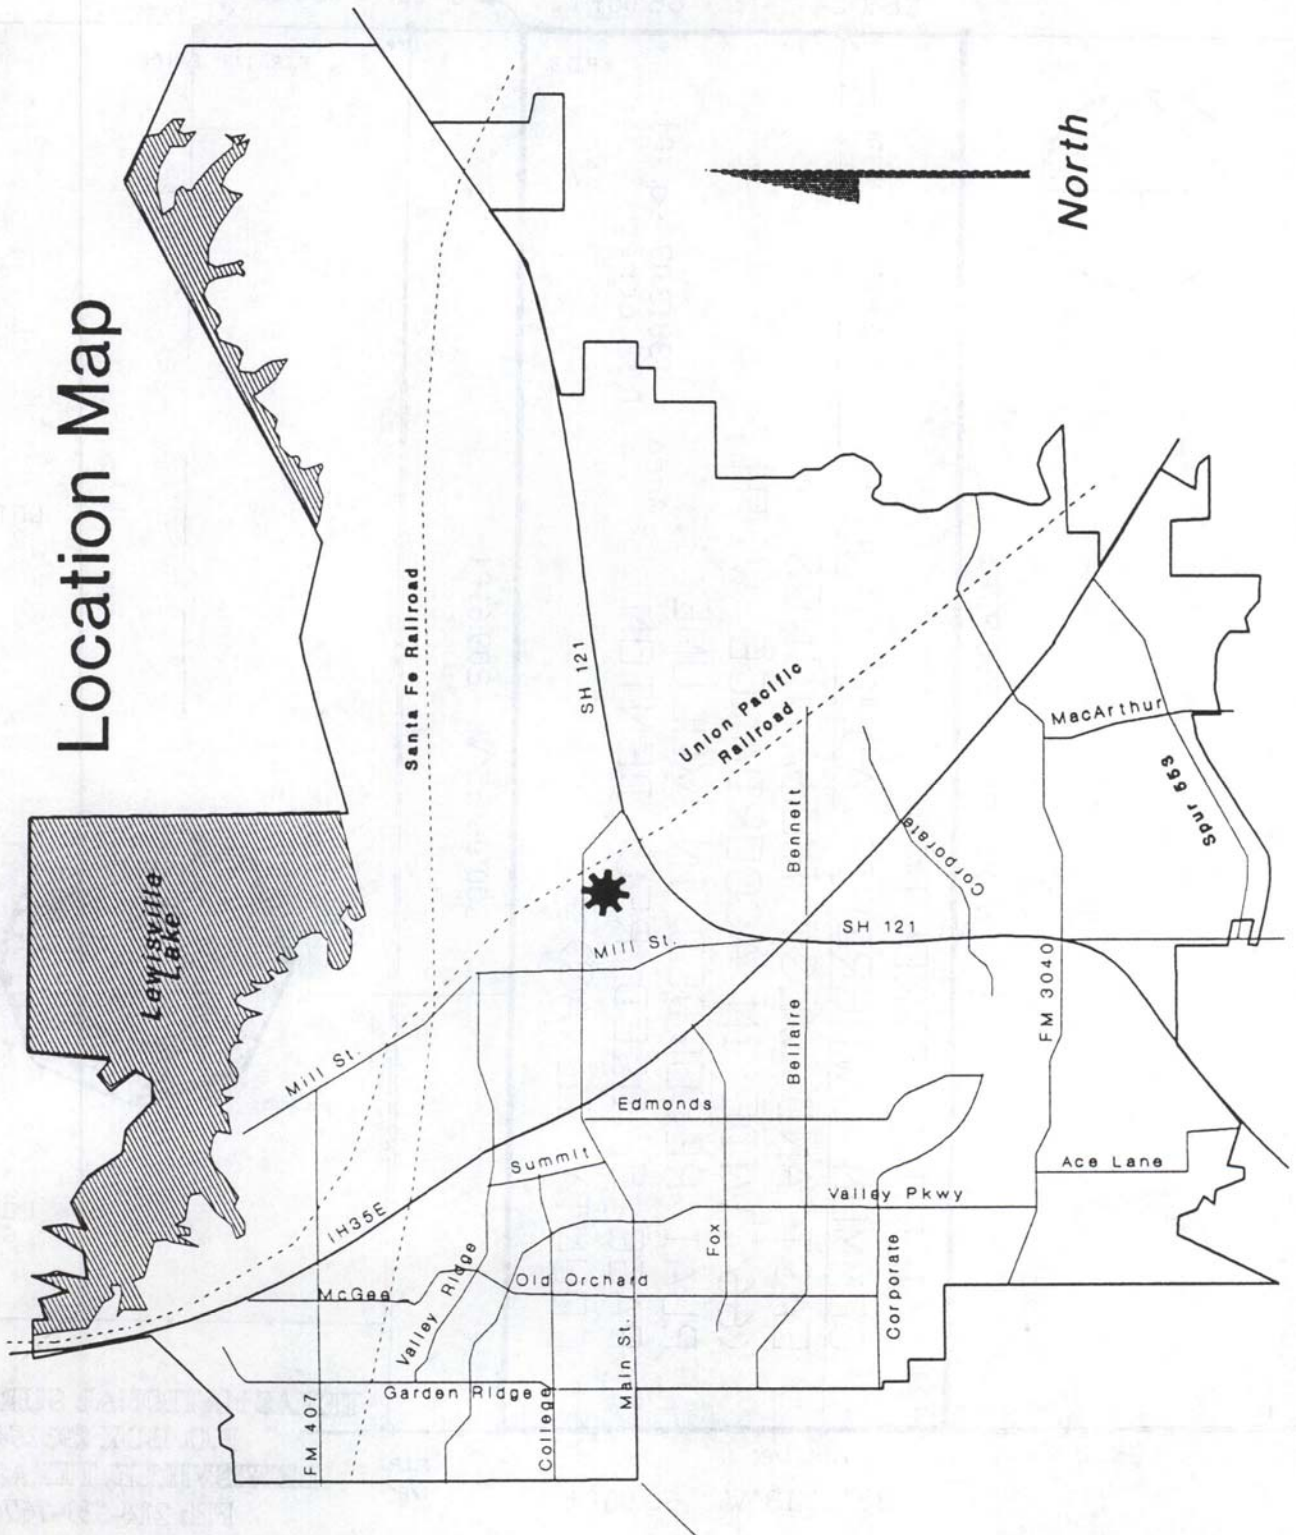 Location Map
North
Lewisville
Lake
Santa Fe Railroad
SH 121
Union Pacific
Railroad
MacArthur
Spur 553
Bennett
Corporate
Mill St.
SH 121
Mill St.
Bellaire
FM 3040
Edmonds
Summit
Ace Lane
Valley Pkwy
IH35E
Fox
Old Orchard
McGee
Valley Ridge
Corporate
Main St.
Garden Ridge
College
FM 407